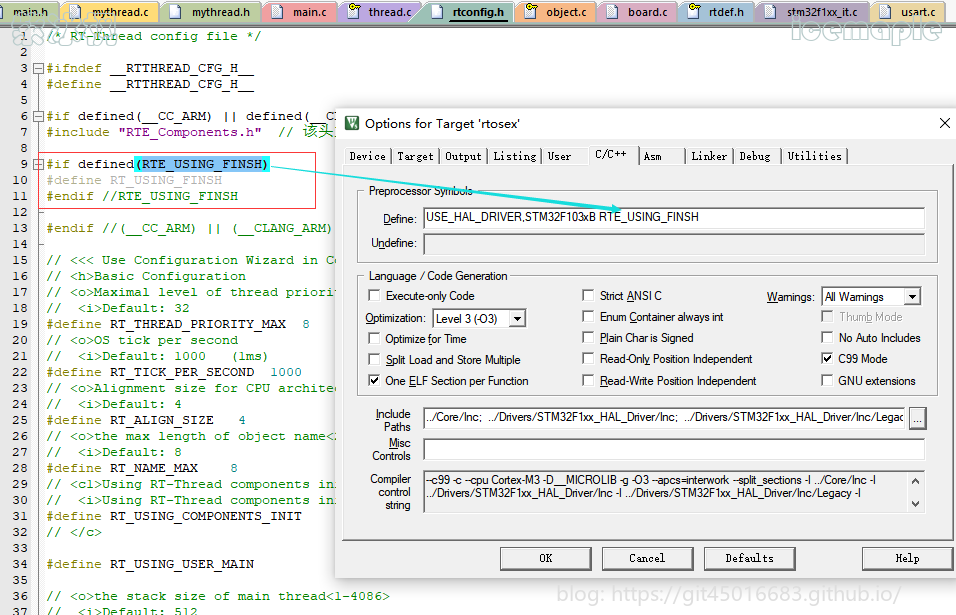 main.h mythread.c mythread.h main.c thread.c rtconfig.h object.c board.c rtdef.h stm32f1xx_it.c usart.c
icemaple
1 /* RT-Thread config file */
2
3 #ifndef __RTTHREAD_CFG_H__
4 #define __RTTHREAD_CFG_H__
5
6 #if defined(__CC_ARM) || defined(__CL
7 #include "RTE_Components.h" // 该头
8
9 #if defined(RTE_USING_FINSH)
10 #define RT_USING_FINSH
11 #endif //RTE_USING_FINSH
12
13 #endif //(__CC_ARM) || (__CLANG_ARM)
14
15 // <<< Use Configuration Wizard in Co
16 // <h>Basic Configuration
17 // <o>Maximal level of thread priorit
18 // <i>Default: 32
19 #define RT_THREAD_PRIORITY_MAX 8
20 // <o>OS tick per second
21 // <i>Default: 1000 (1ms)
22 #define RT_TICK_PER_SECOND 1000
23 // <o>Alignment size for CPU archite
24 // <i>Default: 4
25 #define RT_ALIGN_SIZE 4
26 // <o>the max length of object name<2
27 // <i>Default: 8
28 #define RT_NAME_MAX 8
29 // <c1>Using RT-Thread components in
30 // <i>Using RT-Thread components in
31 #define RT_USING_COMPONENTS_INIT
32 // </c>
33
34 #define RT_USING_USER_MAIN
35
36 // <o>the stack size of main thread<1-4086>
37 // <i>Default: 512
Options for Target 'rtosex'
Device Target Output Listing User C/C++ Asm Linker Debug Utilities
Preprocessor Symbols
Define: USE_HAL_DRIVER,STM32F103xB RTE_USING_FINSH
Undefine:
Language / Code Generation
Execute-only Code Strict ANSI C Warnings: All Warnings
Optimization: Level 3 (-O3) Enum Container always int Thumb Mode
Optimize for Time Plain Char is Signed No Auto Includes
Split Load and Store Multiple Read-Only Position Independent C99 Mode
One ELF Section per Function Read-Write Position Independent GNU extensions
Include Paths ../Core/Inc; ../Drivers/STM32F1xx_HAL_Driver/Inc; ../Drivers/STM32F1xx_HAL_Driver/Inc/Legac ...
Misc Controls
Compiler control string --c99 -c --cpu Cortex-M3 -D__MICROLIB -g -O3 --apcs=interwork --split_sections -I ../Core/Inc -I
../Drivers/STM32F1xx_HAL_Driver/Inc -I ../Drivers/STM32F1xx_HAL_Driver/Inc/Legacy -I
OK Cancel Defaults Help
blog: https://git45016683.github.io/